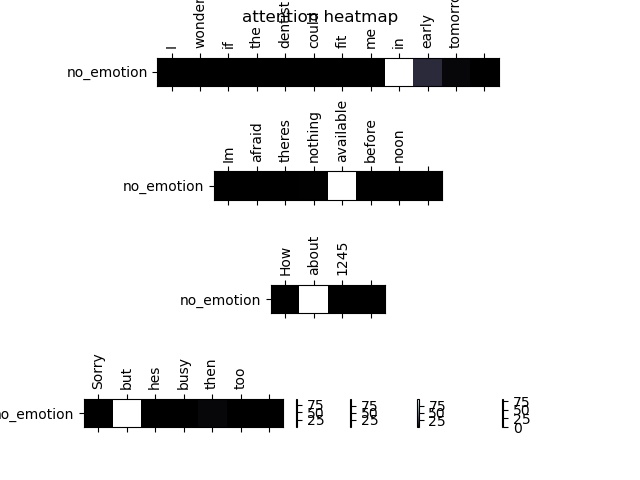 attention heatmap
I wonder if the dentist could fit me in early tomorro
no_emotion
Im afraid theres nothing available before noon
no_emotion
How about 1245
no_emotion
Sorry but hes busy then too
no_emotion
75 75 75 75
50 50 50 50
25 25 25 25
0